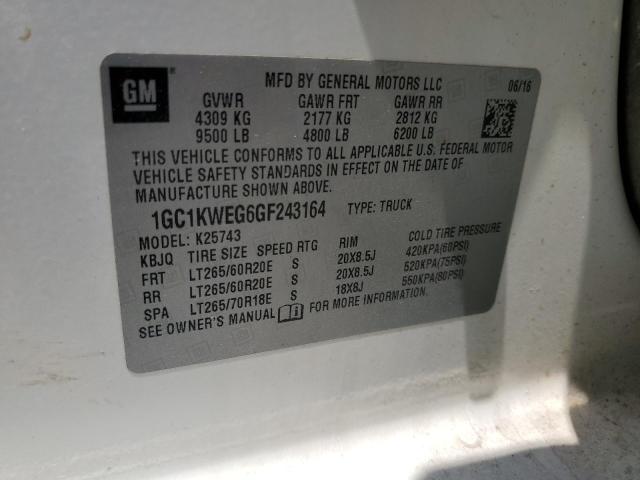 GM
MFD BY GENERAL MOTORS LLC 06/16
GVWR GAWR FRT GAWR RR
4309 KG 2177 KG 2812 KG
9500 LB 4800 LB 6200 LB
THIS VEHICLE CONFORMS TO ALL APPLICABLE U.S. FEDERAL MOTOR
VEHICLE SAFETY STANDARDS IN EFFECT ON THE DATE OF
MANUFACTURE SHOWN ABOVE.
1GC1KWEG6GF243164 TYPE: TRUCK
MODEL: K25743
KBJQ TIRE SIZE SPEED RTG RIM COLD TIRE PRESSURE
FRT LT265/60R20E S 20X8.5J 420KPA(60PSI)
RR LT265/60R20E S 20X8.5J 520KPA(75PSI)
SPA LT265/70R18E S 18X8J 550KPA(80PSI)
SEE OWNER'S MANUAL FOR MORE INFORMATION.